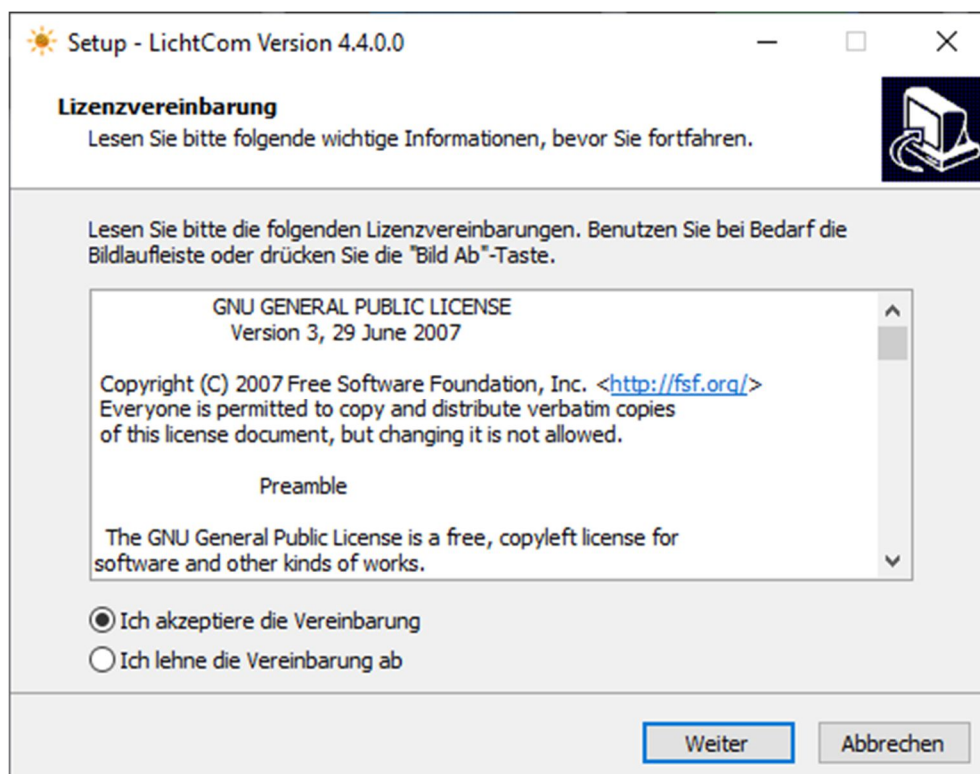 Setup - LichtCom Version 4.4.0.0
Lizenzvereinbarung
Lesen Sie bitte folgende wichtige Informationen, bevor Sie fortfahren.
Lesen Sie bitte die folgenden Lizenzvereinbarungen. Benutzen Sie bei Bedarf die
Bildlaufleiste oder drücken Sie die "Bild Ab"-Taste.
GNU GENERAL PUBLIC LICENSE
Version 3, 29 June 2007
Copyright (C) 2007 Free Software Foundation, Inc. <http://fsf.org/>
Everyone is permitted to copy and distribute verbatim copies
of this license document, but changing it is not allowed.
Preamble
The GNU General Public License is a free, copyleft license for
software and other kinds of works.
Ich akzeptiere die Vereinbarung
Ich lehne die Vereinbarung ab
Weiter Abbrechen